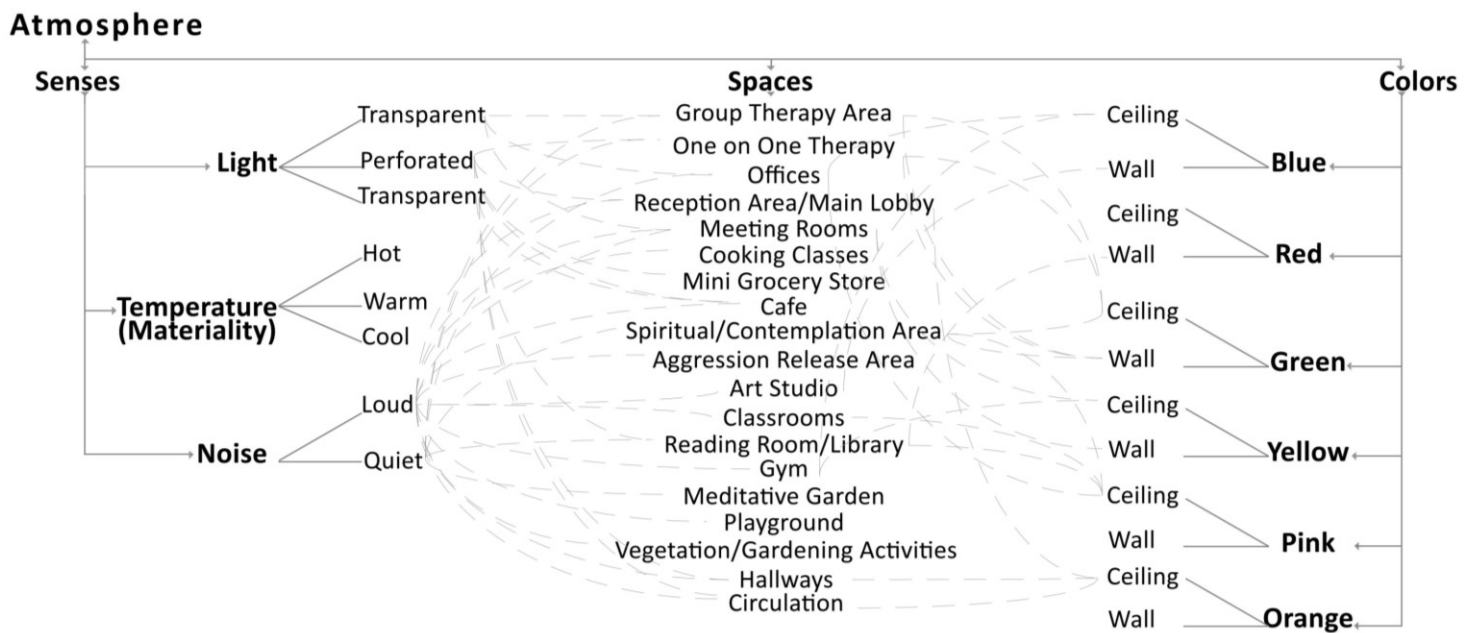 Atmosphere
Senses
Spaces
Colors
Light
Transparent
Perforated
Transparent
Temperature
(Materiality)
Hot
Warm
Cool
Noise
Loud
Quiet
Group Therapy Area
One on One Therapy
Offices
Reception Area/Main Lobby
Meeting Rooms
Cooking Classes
Mini Grocery Store
Cafe
Spiritual/Contemplation Area
Aggression Release Area
Art Studio
Classrooms
Reading Room/Library
Gym
Meditative Garden
Playground
Vegetation/Gardening Activities
Hallways
Circulation
Ceiling
Wall
Blue
Ceiling
Wall
Red
Ceiling
Wall
Green
Ceiling
Wall
Yellow
Ceiling
Wall
Pink
Ceiling
Wall
Orange